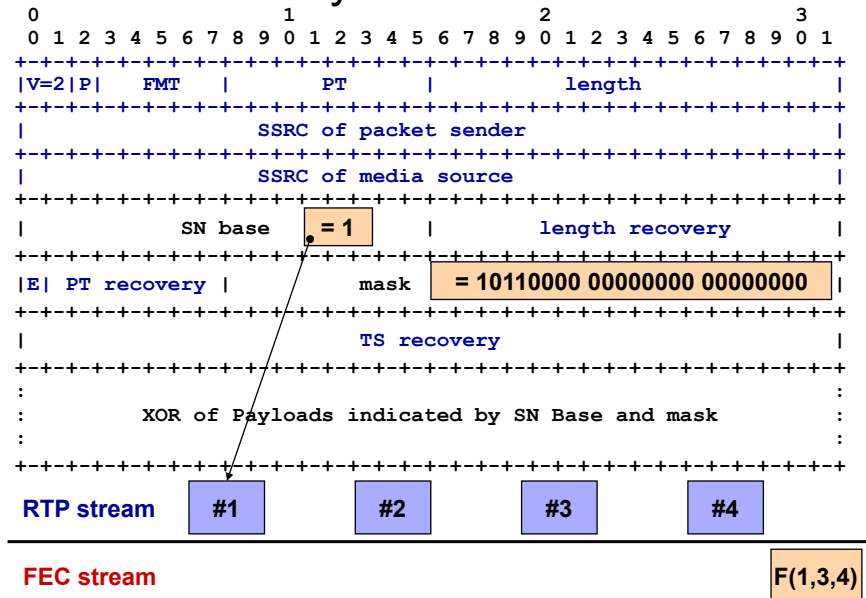 0                   1                   2                   3
0 1 2 3 4 5 6 7 8 9 0 1 2 3 4 5 6 7 8 9 0 1 2 3 4 5 6 7 8 9 0 1
+-+-+-+-+-+-+-+-+-+-+-+-+-+-+-+-+-+-+-+-+-+-+-+-+-+-+-+-+-+-+-+-+
|V=2|P| FMT | PT | length |
+-+-+-+-+-+-+-+-+-+-+-+-+-+-+-+-+-+-+-+-+-+-+-+-+-+-+-+-+-+-+-+-+
| SSRC of packet sender |
+-+-+-+-+-+-+-+-+-+-+-+-+-+-+-+-+-+-+-+-+-+-+-+-+-+-+-+-+-+-+-+-+
| SSRC of media source |
+-+-+-+-+-+-+-+-+-+-+-+-+-+-+-+-+-+-+-+-+-+-+-+-+-+-+-+-+-+-+-+-+
| SN base = 1 | length recovery |
+-+-+-+-+-+-+-+-+-+-+-+-+-+-+-+-+-+-+-+-+-+-+-+-+-+-+-+-+-+-+-+-+
|E| PT recovery | mask = 10110000 00000000 00000000 |
+-+-+-+-+-+-+-+-+-+-+-+-+-+-+-+-+-+-+-+-+-+-+-+-+-+-+-+-+-+-+-+-+
| TS recovery |
+-+-+-+-+-+-+-+-+-+-+-+-+-+-+-+-+-+-+-+-+-+-+-+-+-+-+-+-+-+-+-+-+
: :
: XOR of Payloads indicated by SN Base and mask :
: :
+-+-+-+-+-+-+-+-+-+-+-+-+-+-+-+-+-+-+-+-+-+-+-+-+-+-+-+-+-+-+-+-+
RTP stream #1 #2 #3 #4
FEC stream F(1,3,4)